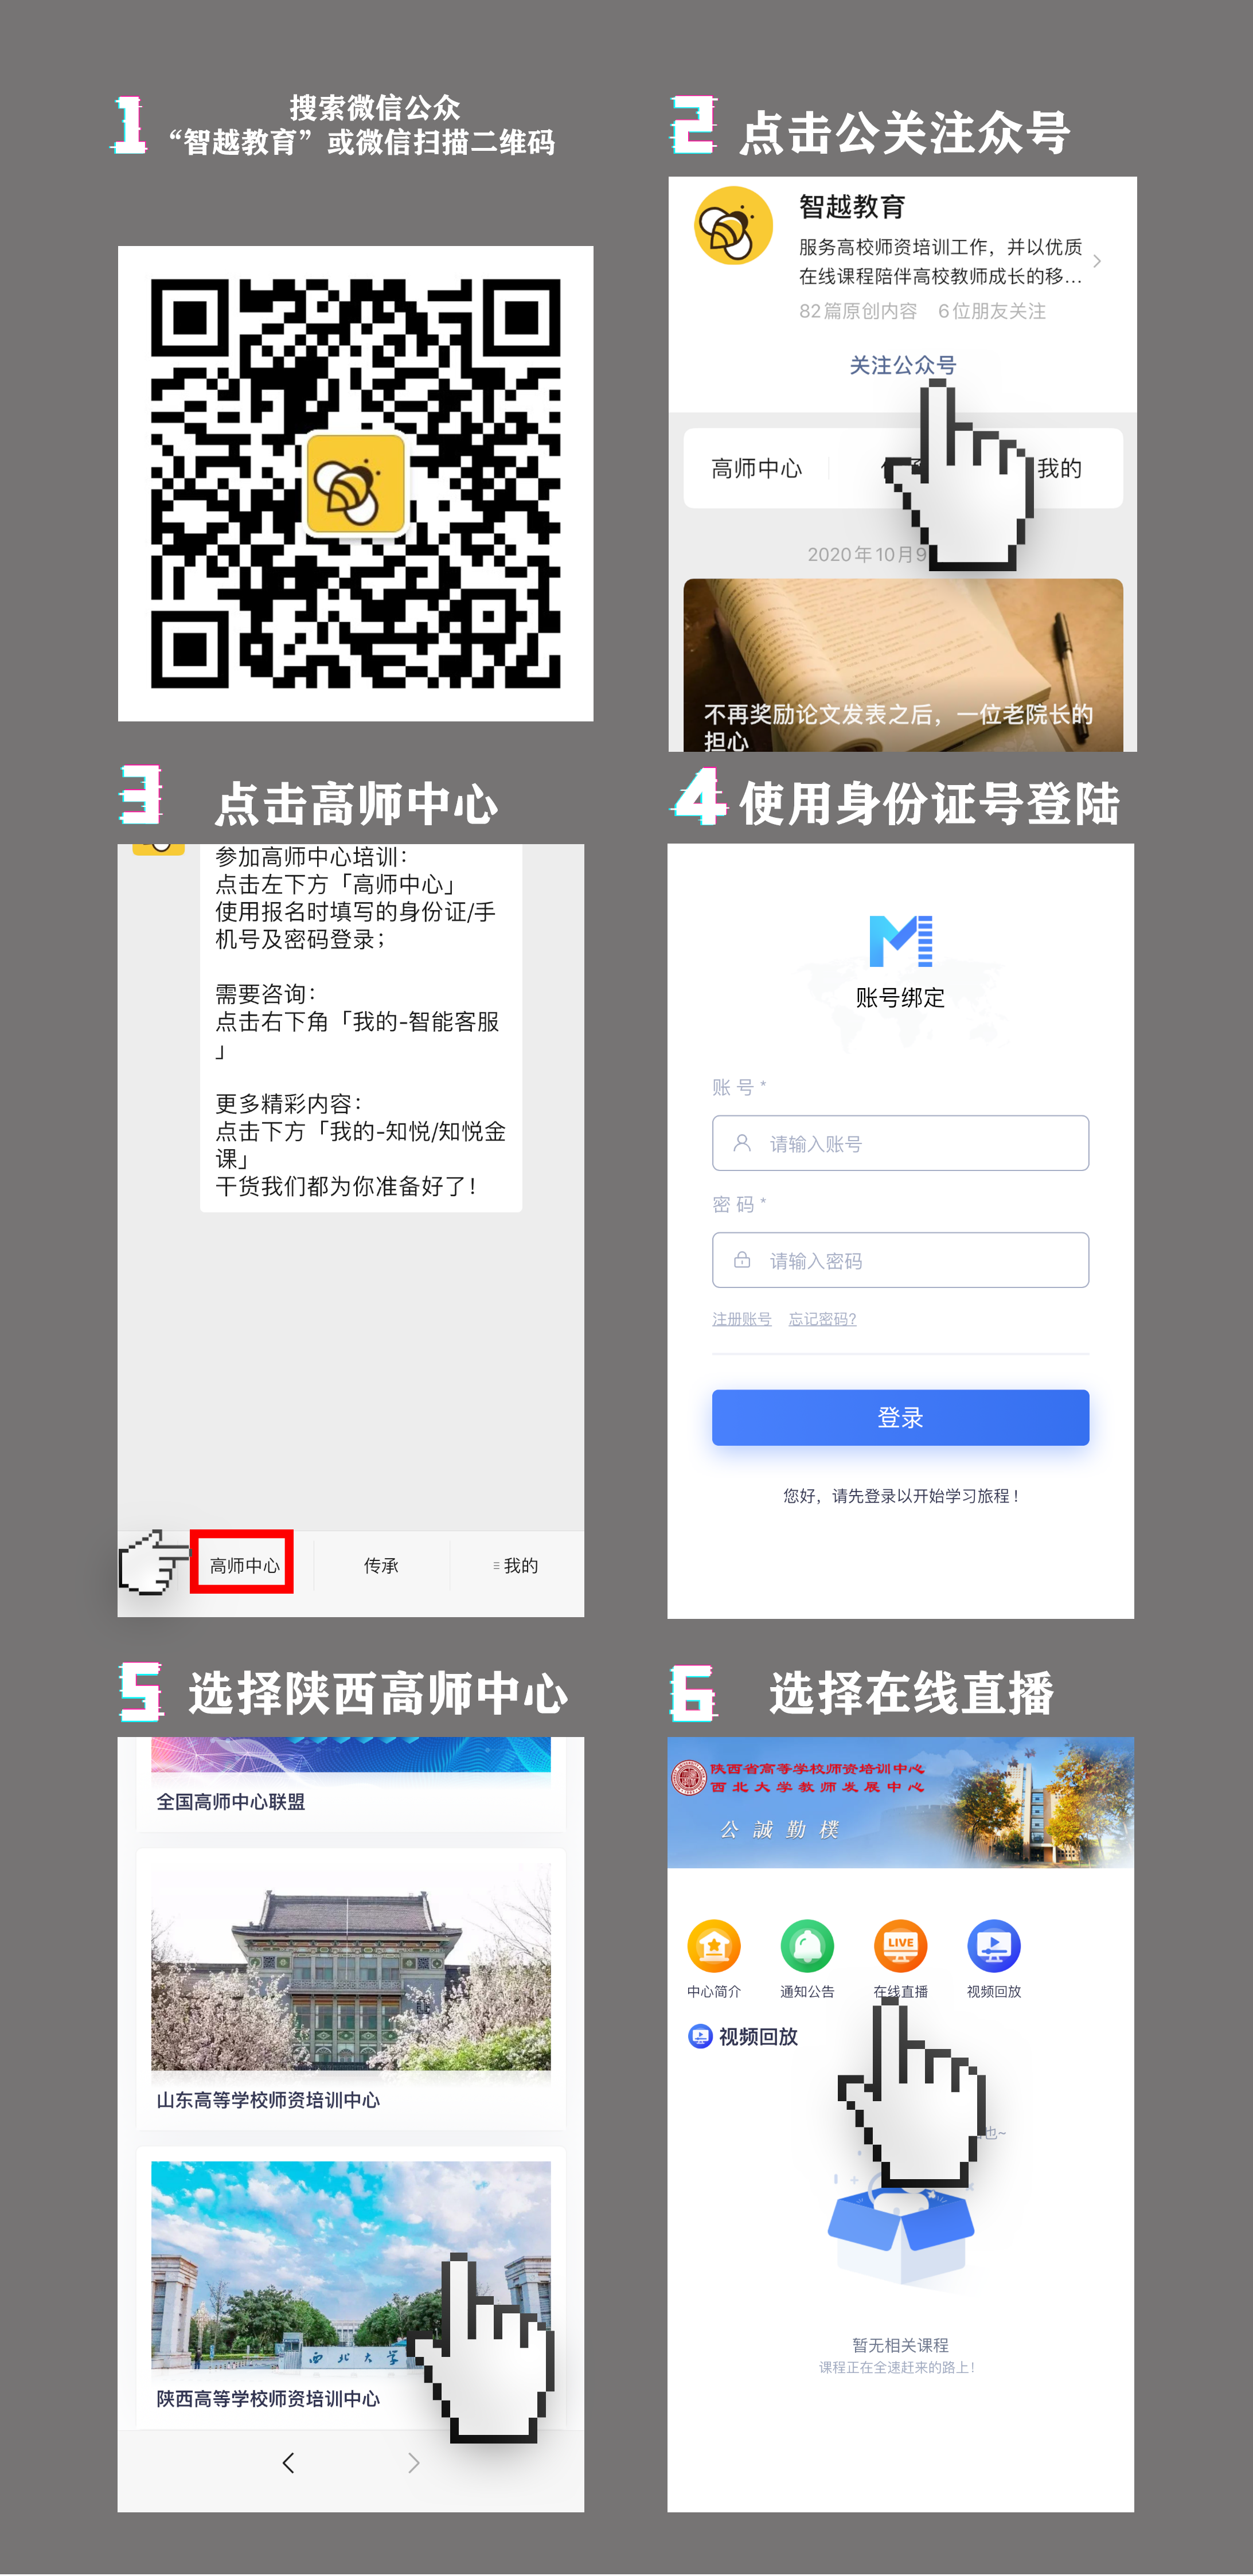 1
搜索微信公众
“智越教育”或微信扫描二维码
2
点击公关注众号
智越教育
服务高校师资培训工作，并以优质
在线课程陪伴高校教师成长的移...
82篇原创内容 6位朋友关注
关注公众号
高师中心
我的
2020年10月9
不再奖励论文发表之后，一位老院长的
担心
3
点击高师中心
参加高师中心培训：
点击左下方「高师中心」
使用报名时填写的身份证/手
机号及密码登录；
需要咨询：
点击右下角「我的-智能客服
」
更多精彩内容：
点击下方「我的-知悦/知悦金
课」
干货我们都为你准备好了！
高师中心
传承
我的
4
使用身份证号登陆
账号绑定
账 号 *
请输入账号
密 码 *
请输入密码
注册账号 忘记密码?
登录
您好，请先登录以开始学习旅程！
5
选择陕西高师中心
全国高师中心联盟
山东高等学校师资培训中心
西北大学
陕西高等学校师资培训中心
6
选择在线直播
陕西省高等学校师资培训中心
西北大学教师发展中心
公誠勤樸
LIVE
中心简介 通知公告 在线直播 视频回放
视频回放
也~
暂无相关课程
课程正在全速赶来的路上！